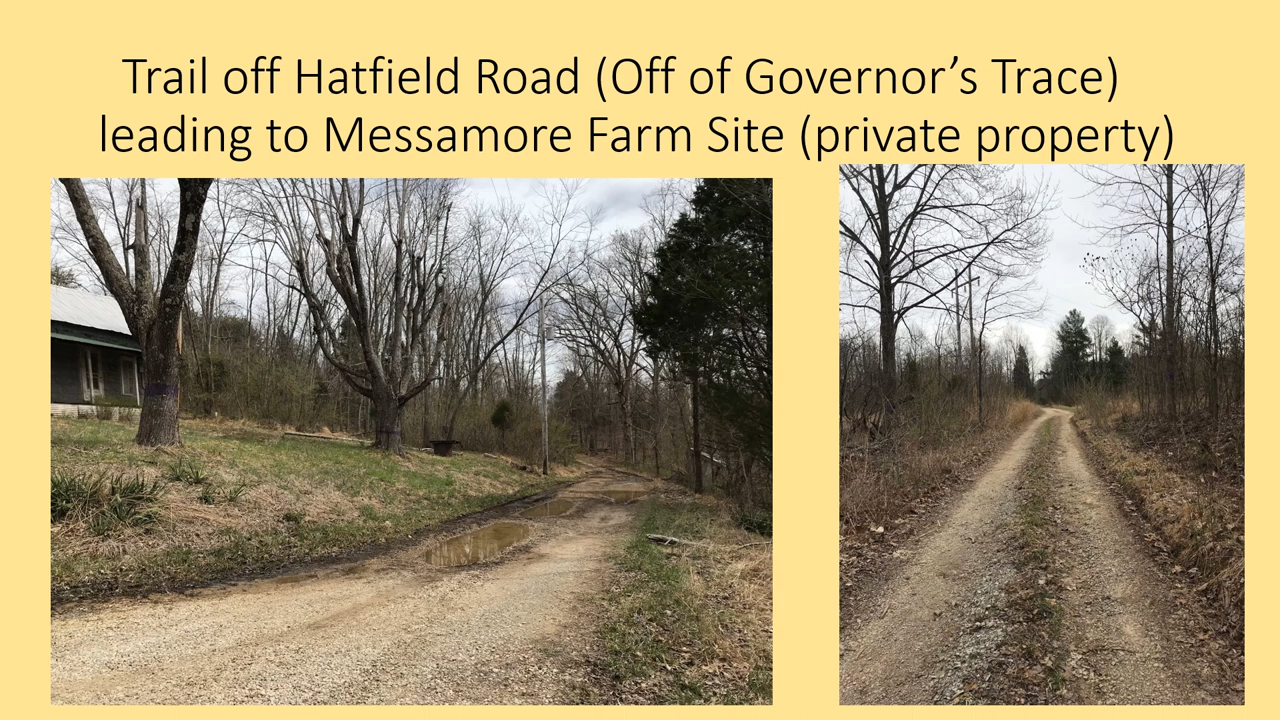 Trail off Hatfield Road (Off of Governor’s Trace)
leading to Messamore Farm Site (private property)